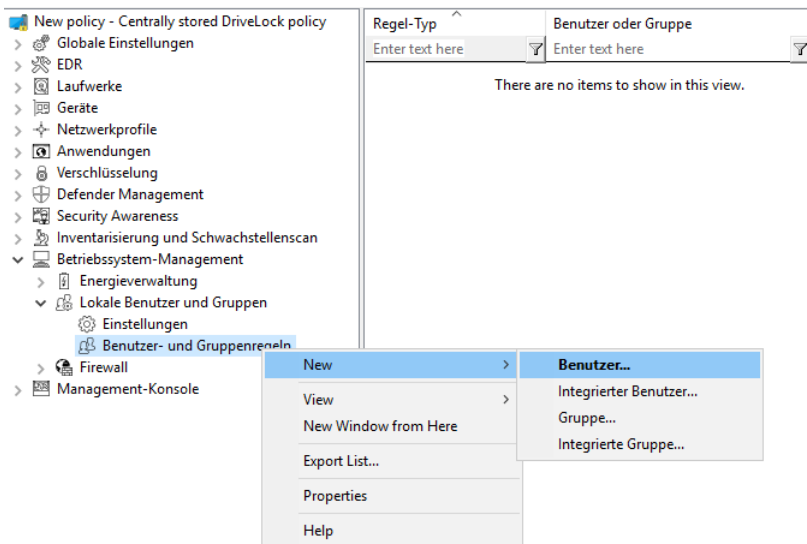 New policy - Centrally stored DriveLock policy
Globale Einstellungen
EDR
Laufwerke
Geräte
Netzwerkprofile
Anwendungen
Verschlüsselung
Defender Management
Security Awareness
Inventarisierung und Schwachstellenscan
Betriebssystem-Management
Energieverwaltung
Lokale Benutzer und Gruppen
Einstellungen
Benutzer- und Gruppenregeln
Firewall
Management-Konsole
Regel-Typ
Benutzer oder Gruppe
Enter text here
Enter text here
There are no items to show in this view.
New
View
New Window from Here
Export List...
Properties
Help
Benutzer...
Integrierter Benutzer...
Gruppe...
Integrierte Gruppe...